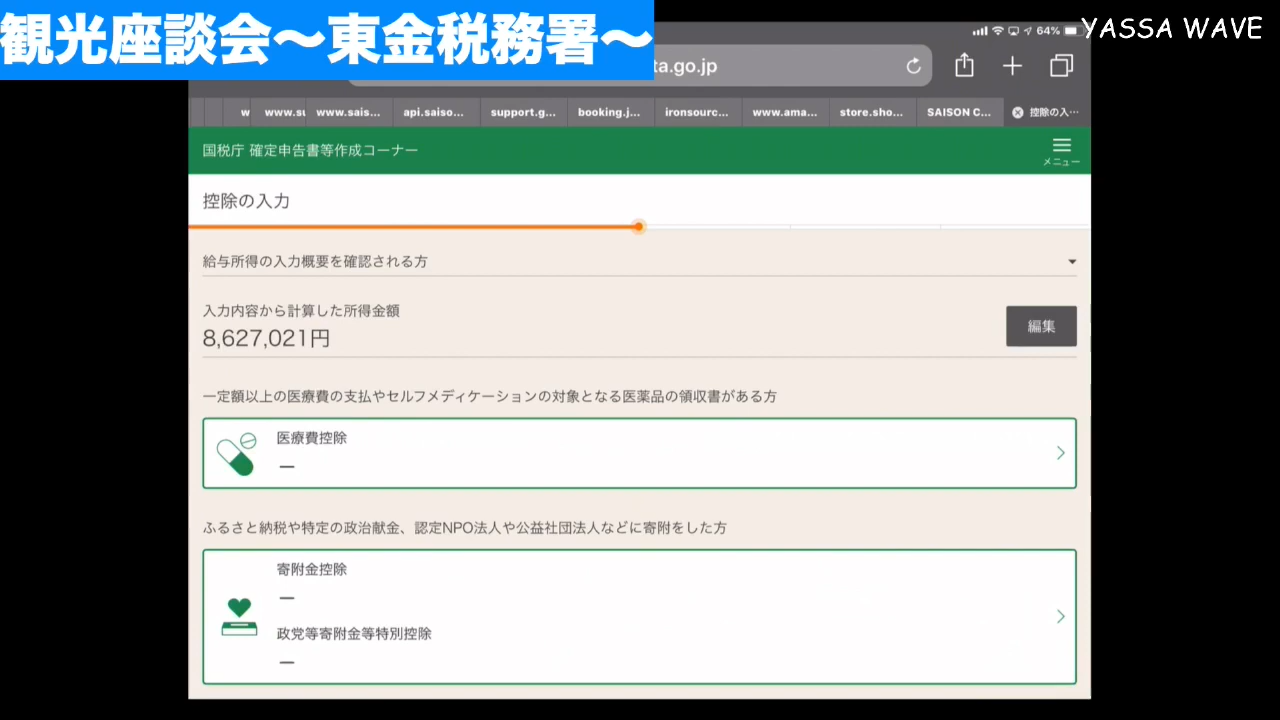 観光座談会〜東金税務署〜
YASSA WAVE
64%
ta.go.jp
w
www.su
www.sais...
api.saiso...
support.g...
booking.j...
ironsourc...
www.ama...
store.sho...
SAISON C...
控除の入...
国税庁 確定申告書等作成コーナー
メニュー
控除の入力
給与所得の入力概要を確認される方
入力内容から計算した所得金額
8,627,021円
編集
一定額以上の医療費の支払やセルフメディケーションの対象となる医薬品の領収書がある方
医療費控除
ー
ふるさと納税や特定の政治献金、認定NPO法人や公益社団法人などに寄附をした方
寄附金控除
ー
政党等寄附金等特別控除
ー